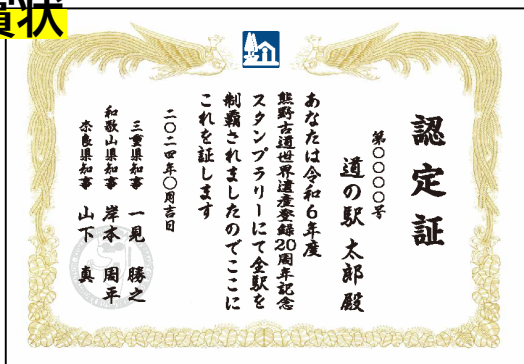 賞状
認定証
第〇〇〇〇号
道の駅 太郎 殿
あなたは令和6年度
熊野古道世界遺産登録20周年記念
スタンプラリーにて全駅を
制覇されましたのでここに
これを証します
二〇二四年〇月吉日
三重県知事 一見 勝之
和歌山県知事 岸本 周平
奈良県知事 山下 真